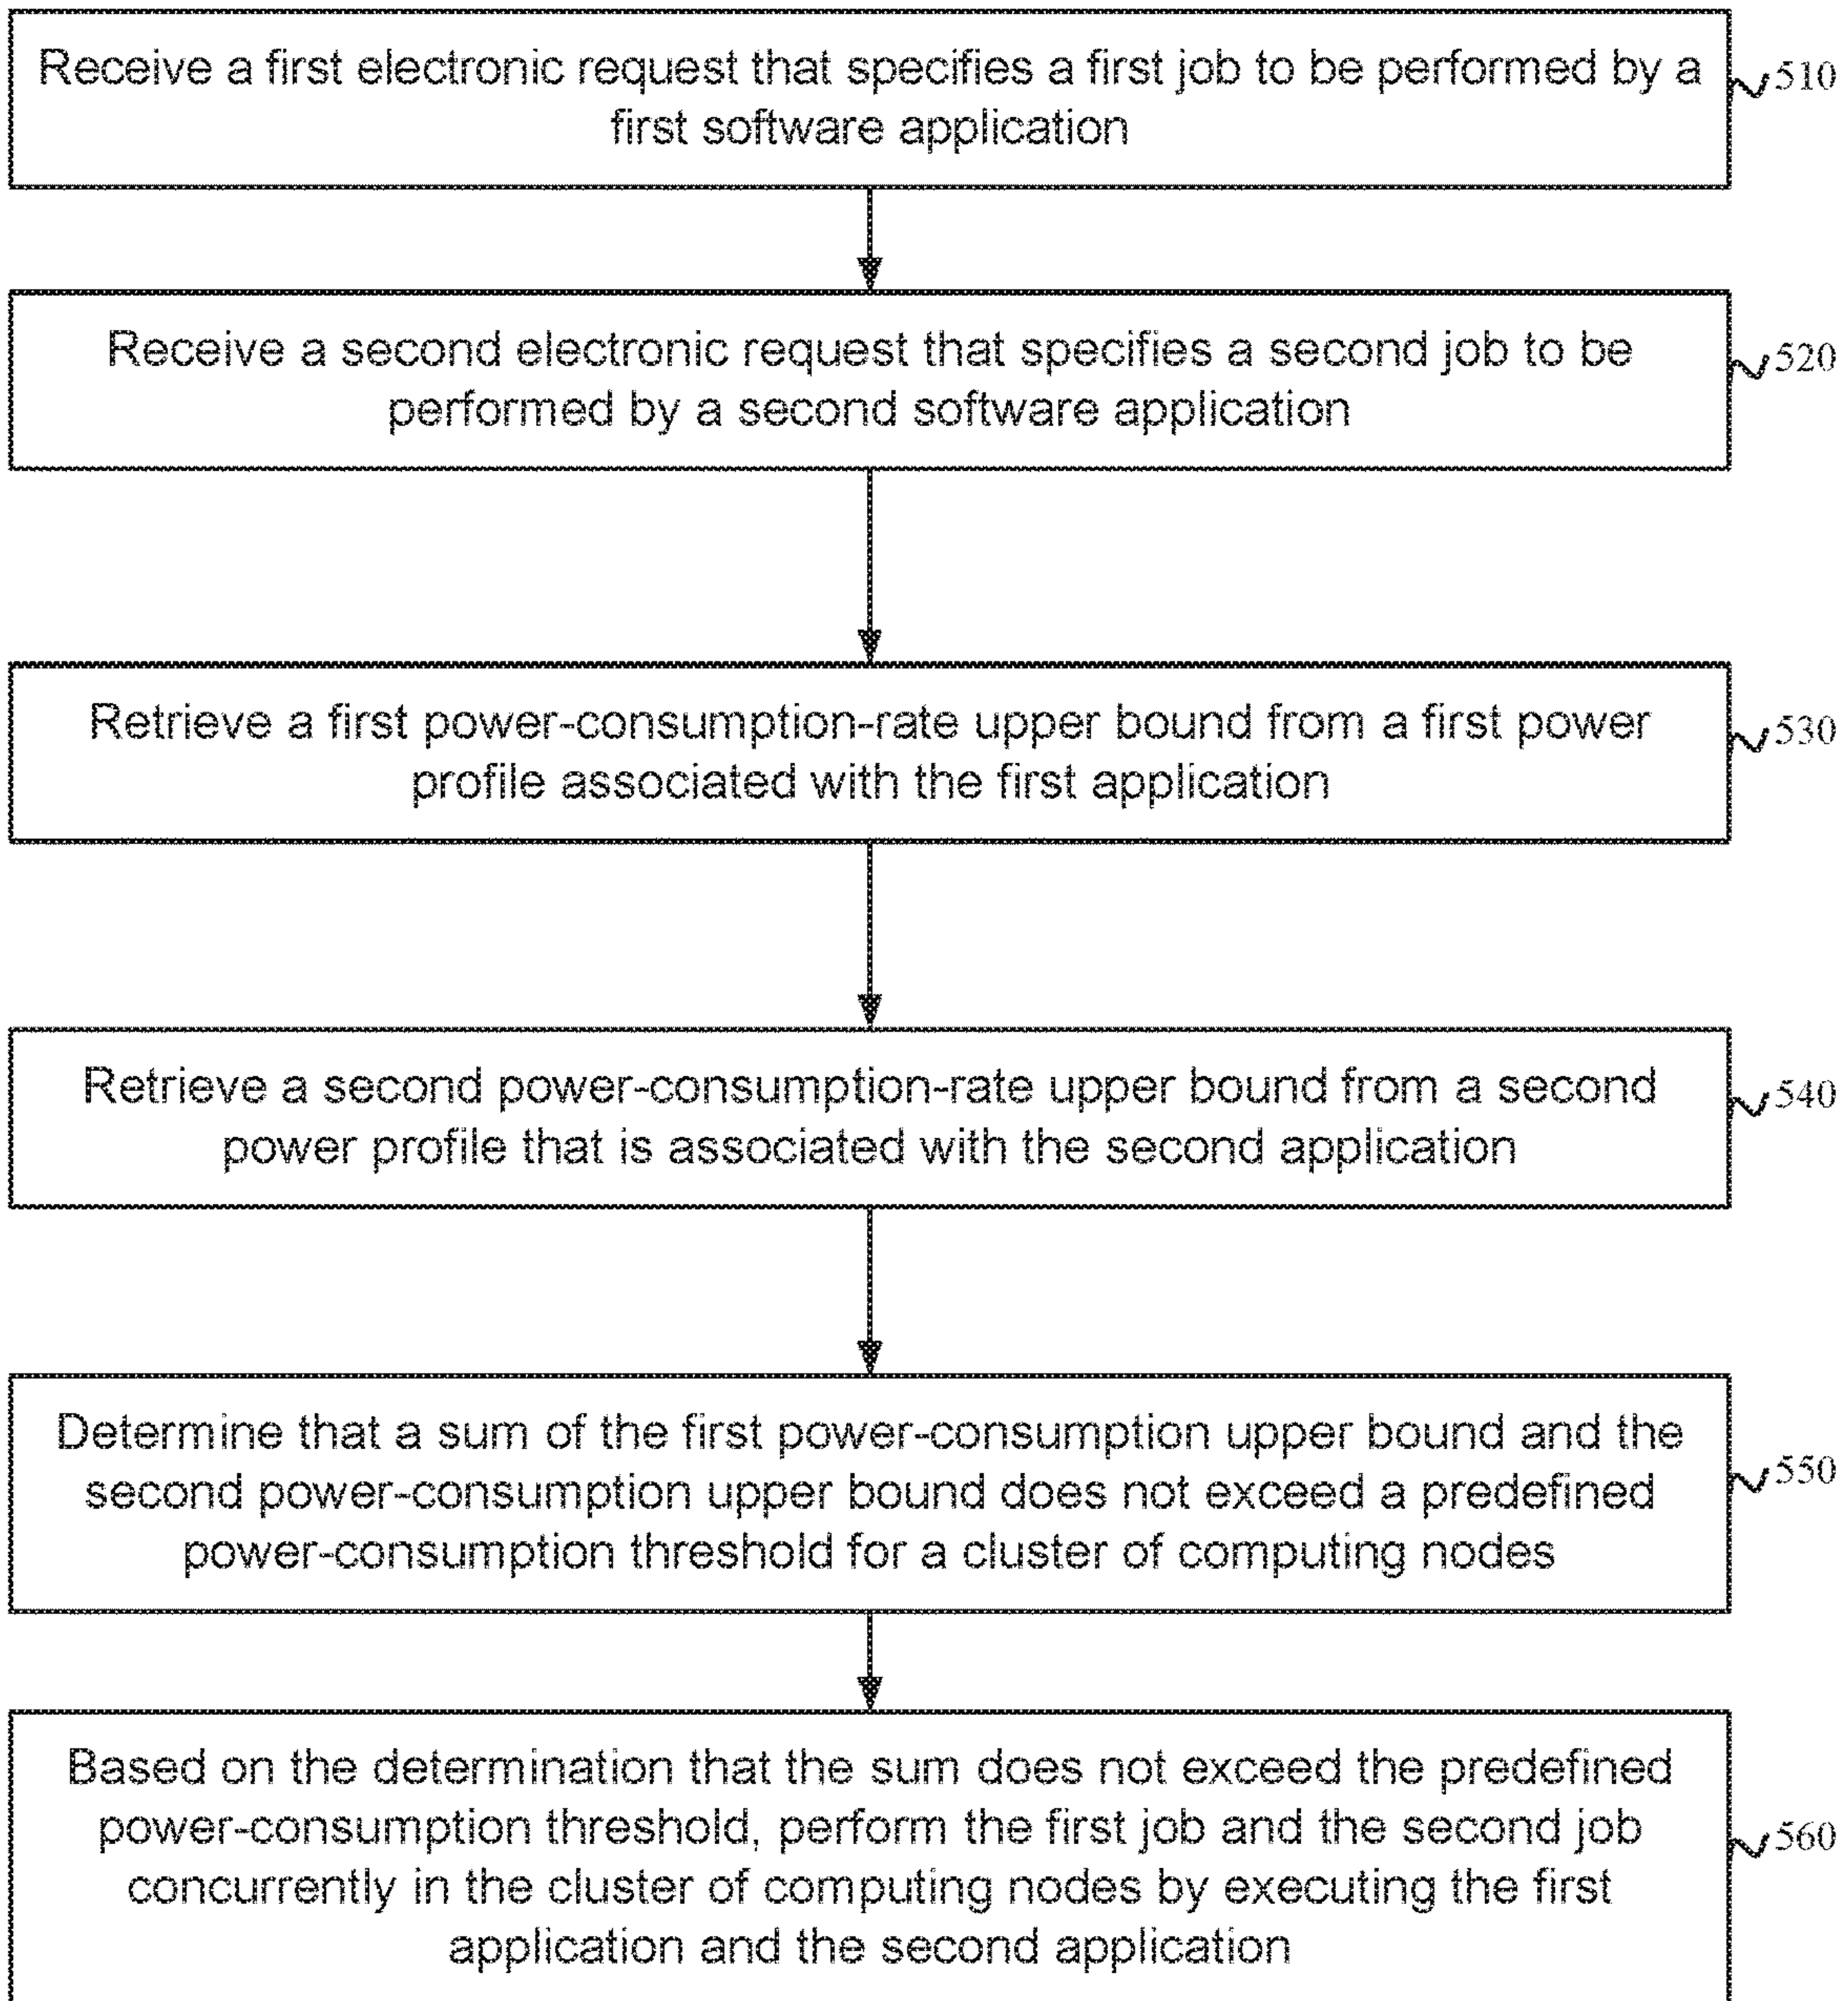 Receive a first electronic request that specifies a first job to be performed by a
first software application
510
Receive a second electronic request that specifies a second job to be
performed by a second software application
520
Retrieve a first power-consumption-rate upper bound from a first power
profile associated with the first application
530
Retrieve a second power-consumption-rate upper bound from a second
power profile that is associated with the second application
540
Determine that a sum of the first power-consumption upper bound and the
second power-consumption upper bound does not exceed a predefined
power-consumption threshold for a cluster of computing nodes
550
Based on the determination that the sum does not exceed the predefined
power-consumption threshold, perform the first job and the second job
concurrently in the cluster of computing nodes by executing the first
application and the second application
560